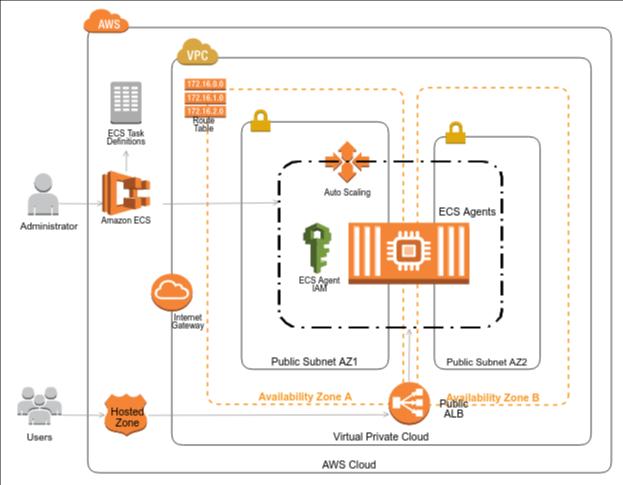 AWS
VPC
172.16.0.0
172.16.1.0
172.16.2.0
Route
Table
ECS Task
Definitions
Auto Scaling
Administrator
Amazon ECS
ECS Agents
ECS Agent
IAM
Internet
Gateway
Public Subnet AZ1
Public Subnet AZ2
Availability Zone A
Availability Zone B
Public
ALB
Hosted
Zone
Users
Virtual Private Cloud
AWS Cloud